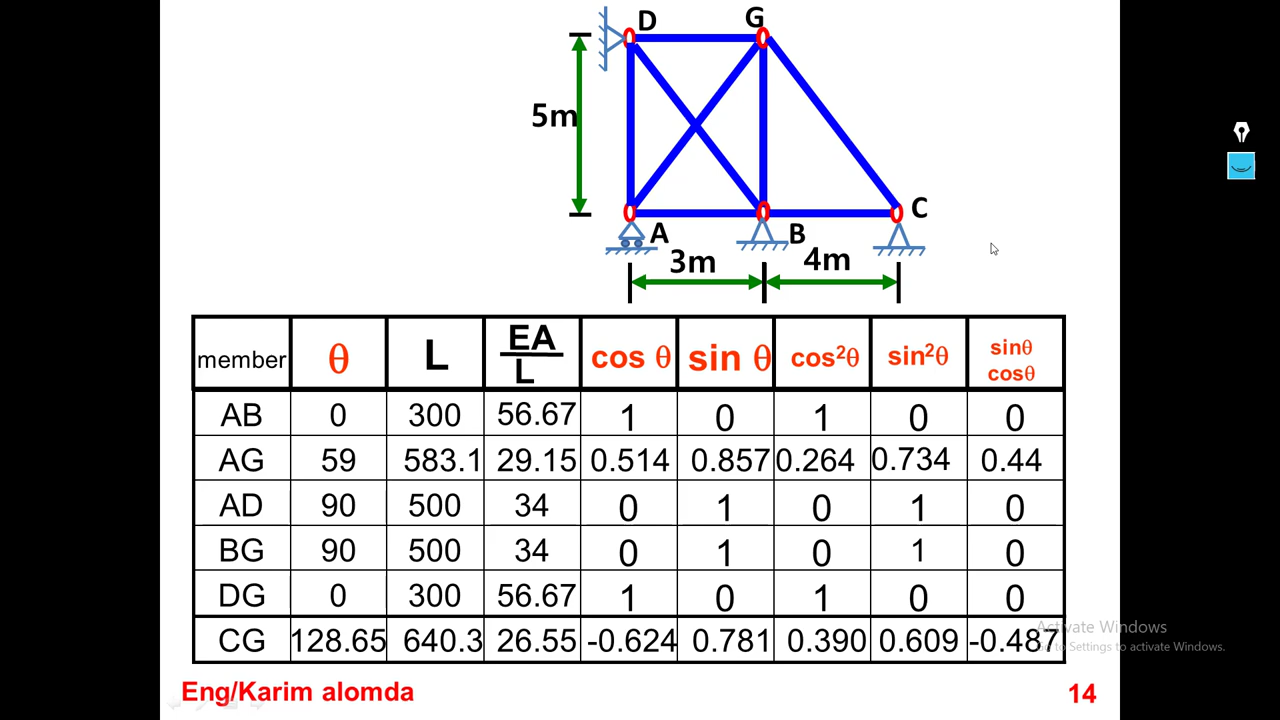 D G
5m
A B C
3m 4m
member θ L EA/L cos θ sin θ cos²θ sin²θ sinθ cosθ
AB 0 300 56.67 1 0 1 0 0
AG 59 583.1 29.15 0.514 0.857 0.264 0.734 0.44
AD 90 500 34 0 1 0 1 0
BG 90 500 34 0 1 0 1 0
DG 0 300 56.67 1 0 1 0 0
CG 128.65 640.3 26.55 -0.624 0.781 0.390 0.609 -0.487
Activate Windows
Go to Settings to activate Windows.
Eng/Karim alomda 14